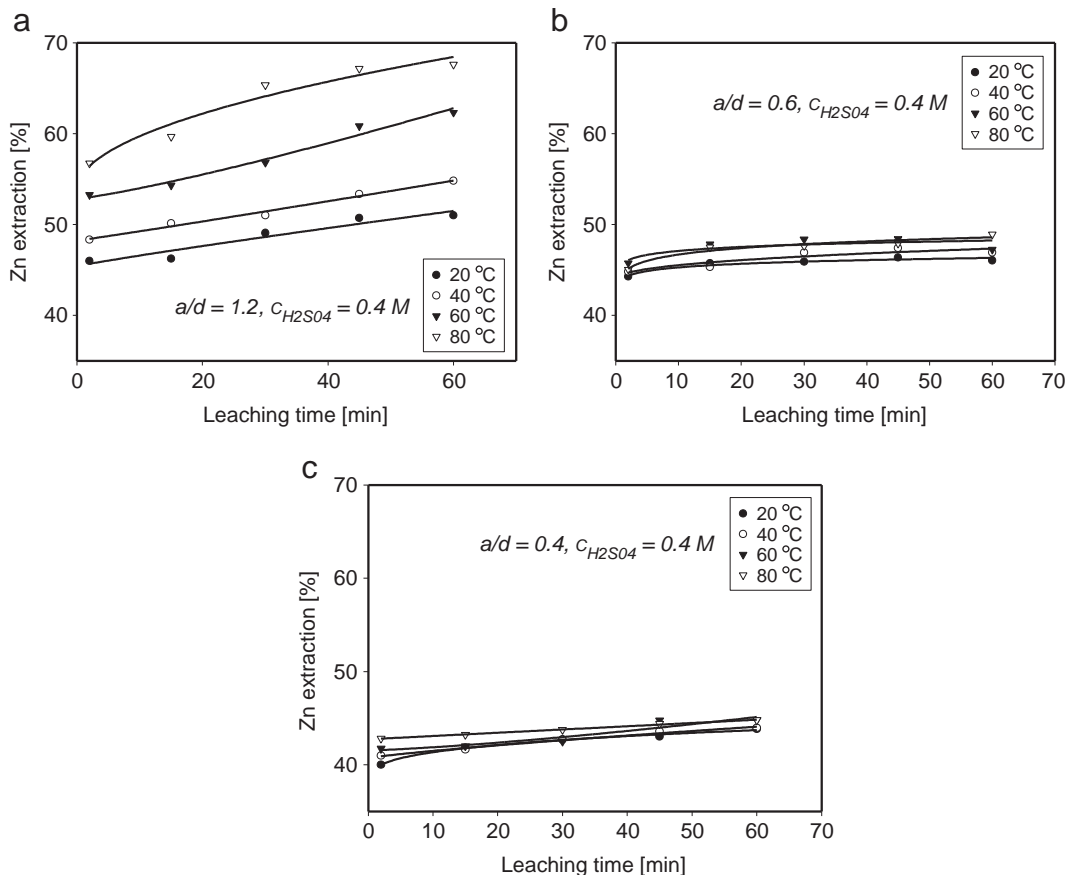 a
70
60
50
40
Zn extraction [%]
a/d = 1.2, cH2S04 = 0.4 M
20 °C
40 °C
60 °C
80 °C
0 20 40 60
Leaching time [min]
b
70
60
50
40
Zn extraction [%]
a/d = 0.6, cH2S04 = 0.4 M
20 °C
40 °C
60 °C
80 °C
0 10 20 30 40 50 60 70
Leaching time [min]
c
70
60
50
40
Zn extraction [%]
a/d = 0.4, cH2S04 = 0.4 M
20 °C
40 °C
60 °C
80 °C
0 10 20 30 40 50 60 70
Leaching time [min]